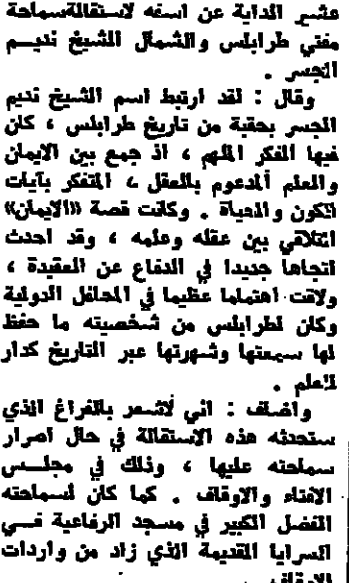 عشير الداية عن اسفه لاستقالةسماحة
مفتي طرابلس والشمال الشيخ نديـم
الجسر .
وقال : لقد ارتبط اسم الشيخ نديم
الجسر بحقبة من تاريخ طرابلس ، كان
فيها الفكر الملهم ، اذ جمع بين الايمان
والعلم المدعوم بالعقل ، المتفكر بآيات
الكون والحياة . وكانت قصة «الايمان»
التلاقي بين عقله وعلمه ، وقد احدث
اتجاها جديدا في الدفاع عن العقيدة ،
ولاقت اهتماما عظيما في المحافل الدولية
وكان لطرابلس من شخصيته ما حفظ
لها سمعتها وشهرتها عبر التاريخ كدار
للعلم .
واضاف : اني لاشعر بالفراغ الذي
ستحدثه هذه الاستقالة في حال اصرار
سماحته عليها ، وذلك في مجلـــس
الافتاء والاوقاف . كما كان لسماحته
الفضل الكبير في مسجد الرفاعية فـــي
السرايا القديمة الذي زاد من واردات
الاوقاف .